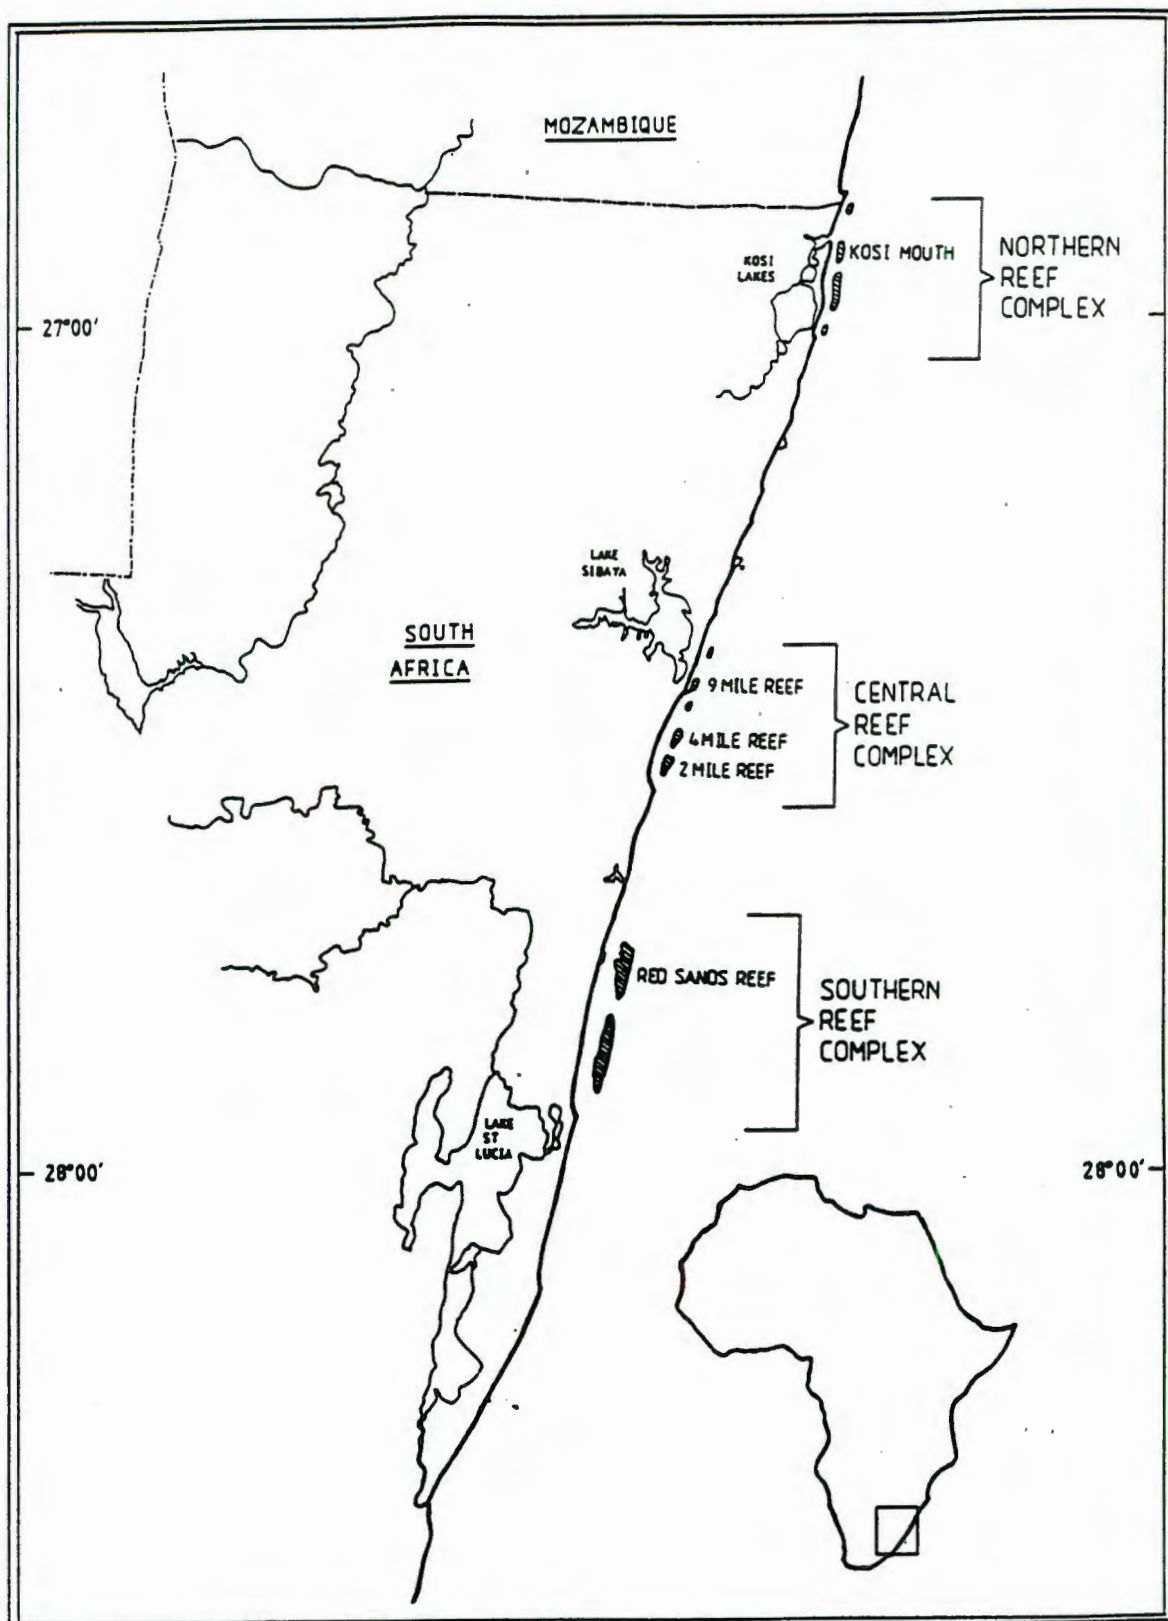 MOZAMBIQUE
KOSI
LAKES
KOSI MOUTH
NORTHERN
REEF
COMPLEX
27°00'
LAKE
SIBAYA
SOUTH
AFRICA
9 MILE REEF
4 MILE REEF
2 MILE REEF
CENTRAL
REEF
COMPLEX
RED SANDS REEF
SOUTHERN
REEF
COMPLEX
LAKE
ST
LUCIA
28°00'
28°00'